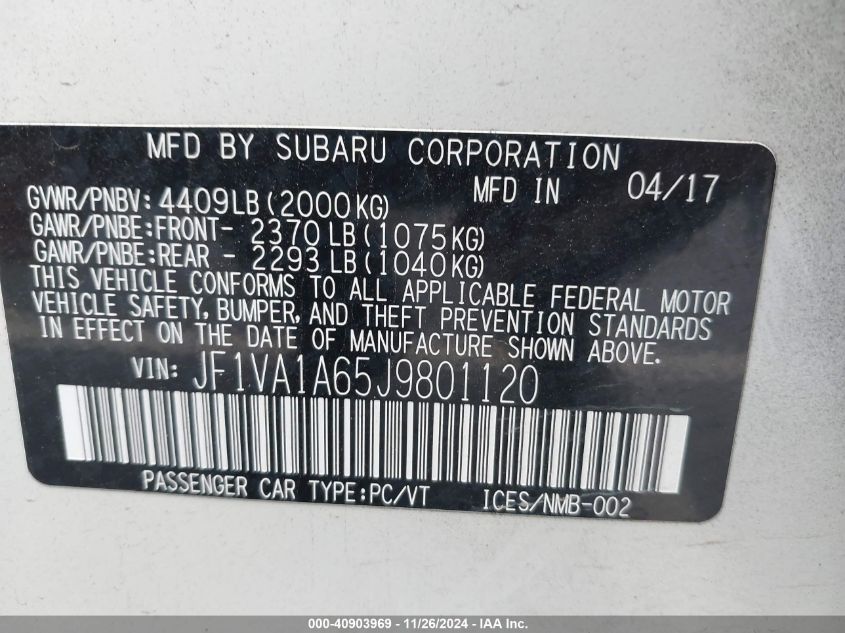 MFD BY SUBARU CORPORATION
GVWR/PNBV: 4409LB(2000KG) MFD IN 04/17
GAWR/PNBE:FRONT- 2370 LB(1075KG)
GAWR/PNBE:REAR - 2293 LB(1040KG)
THIS VEHICLE CONFORMS TO ALL APPLICABLE FEDERAL MOTOR
VEHICLE SAFETY, BUMPER, AND THEFT PREVENTION STANDARDS
IN EFFECT ON THE DATE OF MANUFACTURE SHOWN ABOVE.
VIN: JF1VA1A65J9801120
PASSENGER CAR TYPE:PC/VT ICES/NMB-002
000-40903969 - 11/26/2024 - IAAI.com